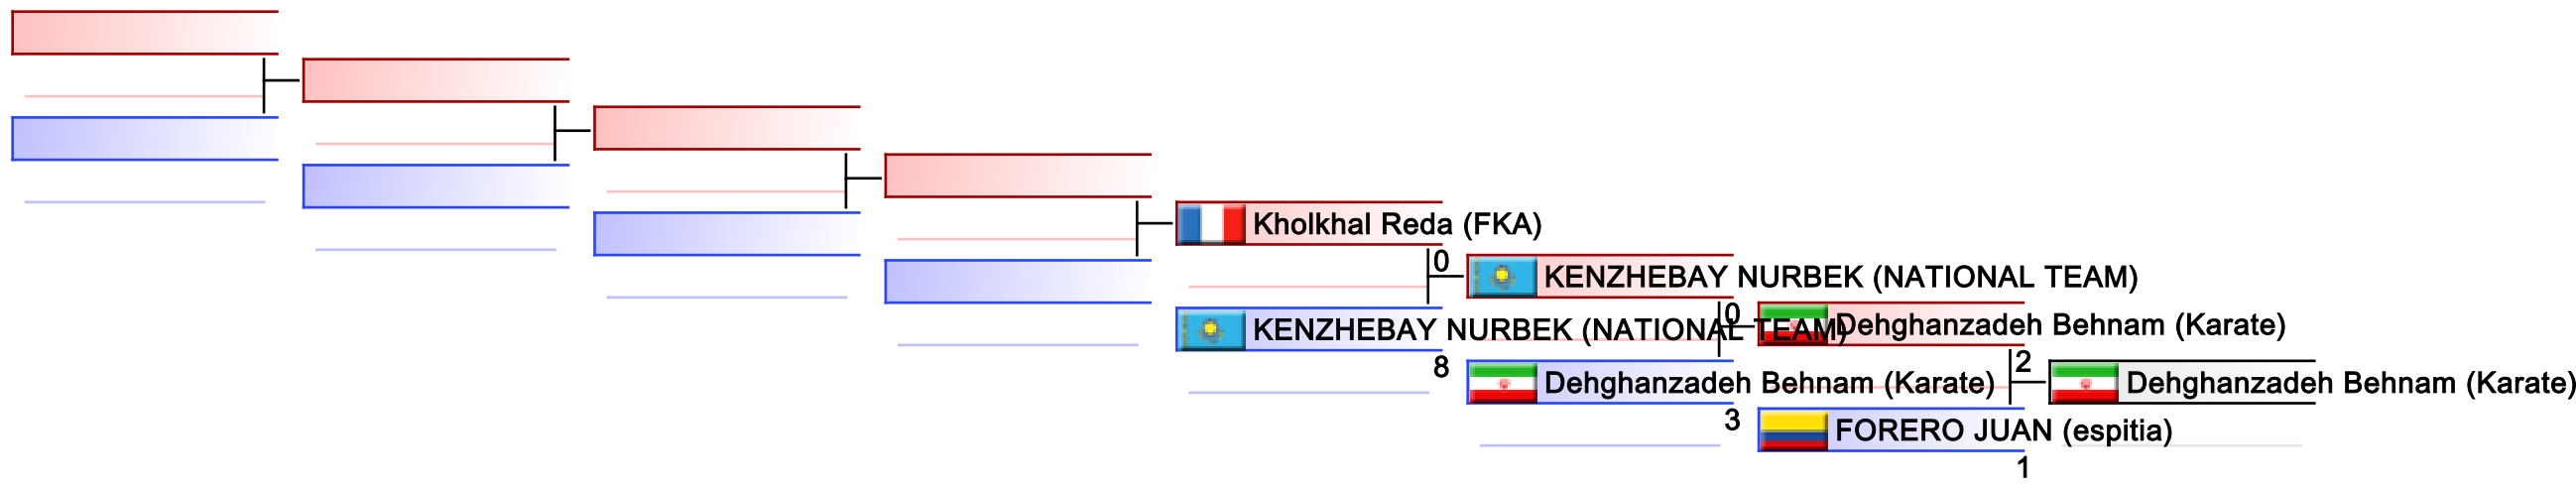 Kholkhal Reda (FKA)
0
KENZHEBAY NURBEK (NATIONAL TEAM)
KENZHEBAY NURBEK (NATIONAL TEAM)
8
0
Dehghanzadeh Behnam (Karate)
Dehghanzadeh Behnam (Karate)
3
2
Dehghanzadeh Behnam (Karate)
FORERO JUAN (espitia)
1